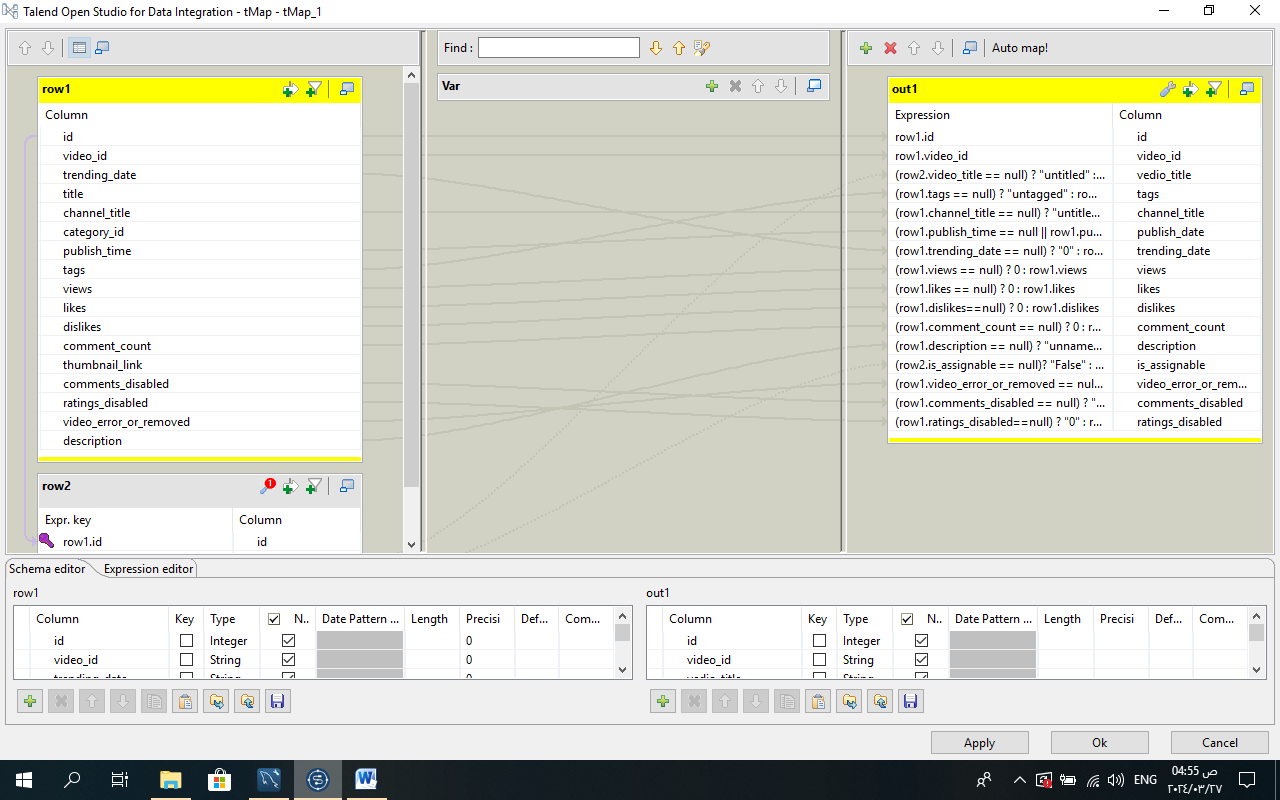 Talend Open Studio for Data Integration - tMap - tMap_1
Find :
Auto map!
row1
Column
id
video_id
trending_date
title
channel_title
category_id
publish_time
tags
views
likes
dislikes
comment_count
thumbnail_link
comments_disabled
ratings_disabled
video_error_or_removed
description
row2
1
Expr. key Column
row1.id id
Var
out1
Expression Column
row1.id id
row1.video_id video_id
(row2.video_title == null) ? "untitled" :... vedio_title
(row1.tags == null) ? "untagged" : ro... tags
(row1.channel_title == null) ? "untitle... channel_title
(row1.publish_time == null || row1.pu... publish_date
(row1.trending_date == null) ? "0" : ro... trending_date
(row1.views == null) ? 0 : row1.views views
(row1.likes == null) ? 0 : row1.likes likes
(row1.dislikes==null) ? 0 : row1.dislikes dislikes
(row1.comment_count == null) ? 0 : r... comment_count
(row1.description == null) ? "unname... description
(row2.is_assignable == null)? "False" : ... is_assignable
(row1.video_error_or_removed == nul... video_error_or_rem...
(row1.comments_disabled == null) ? "... comments_disabled
(row1.ratings_disabled==null) ? "0" : r... ratings_disabled
Schema editor Expression editor
row1
Column Key Type N.. Date Pattern ... Length Precisi Def... Com...
id Integer 0
video_id String 0
trending_date String 0
out1
Column Key Type N.. Date Pattern ... Length Precisi Def... Com...
id Integer
video_id String
vedio_title String
Apply Ok Cancel
ENG
04:55 ص
٢٠٢٤/٠٣/٢٧